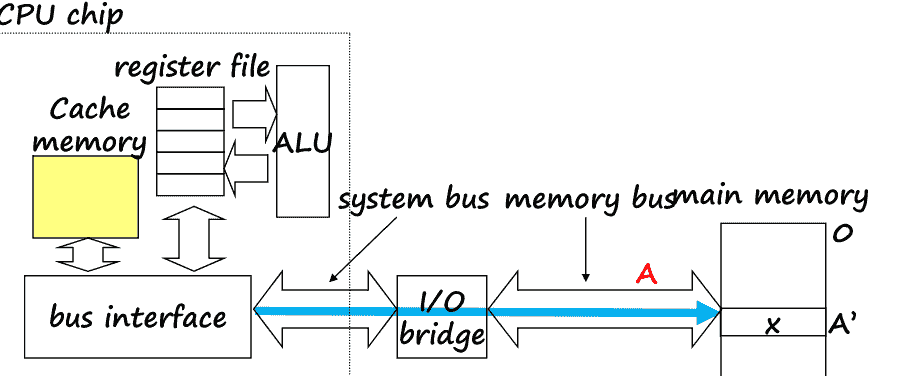 CPU chip
register file
Cache
memory
ALU
system bus
memory bus
main memory
0
A
I/O
bridge
bus interface
x
A'